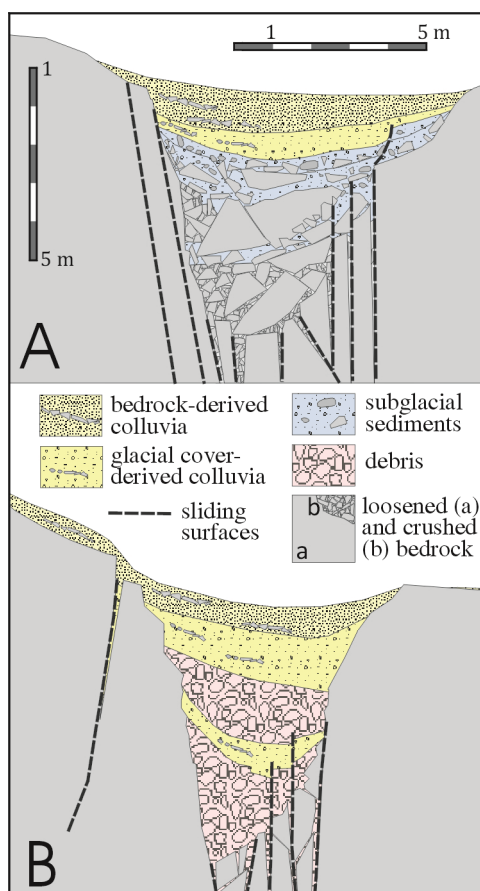 1 5 m
1
5 m
A
bedrock-derived
colluvia
glacial cover-
derived colluvia
sliding
surfaces
subglacial
sediments
debris
b
a
loosened (a)
and crushed
(b) bedrock
B